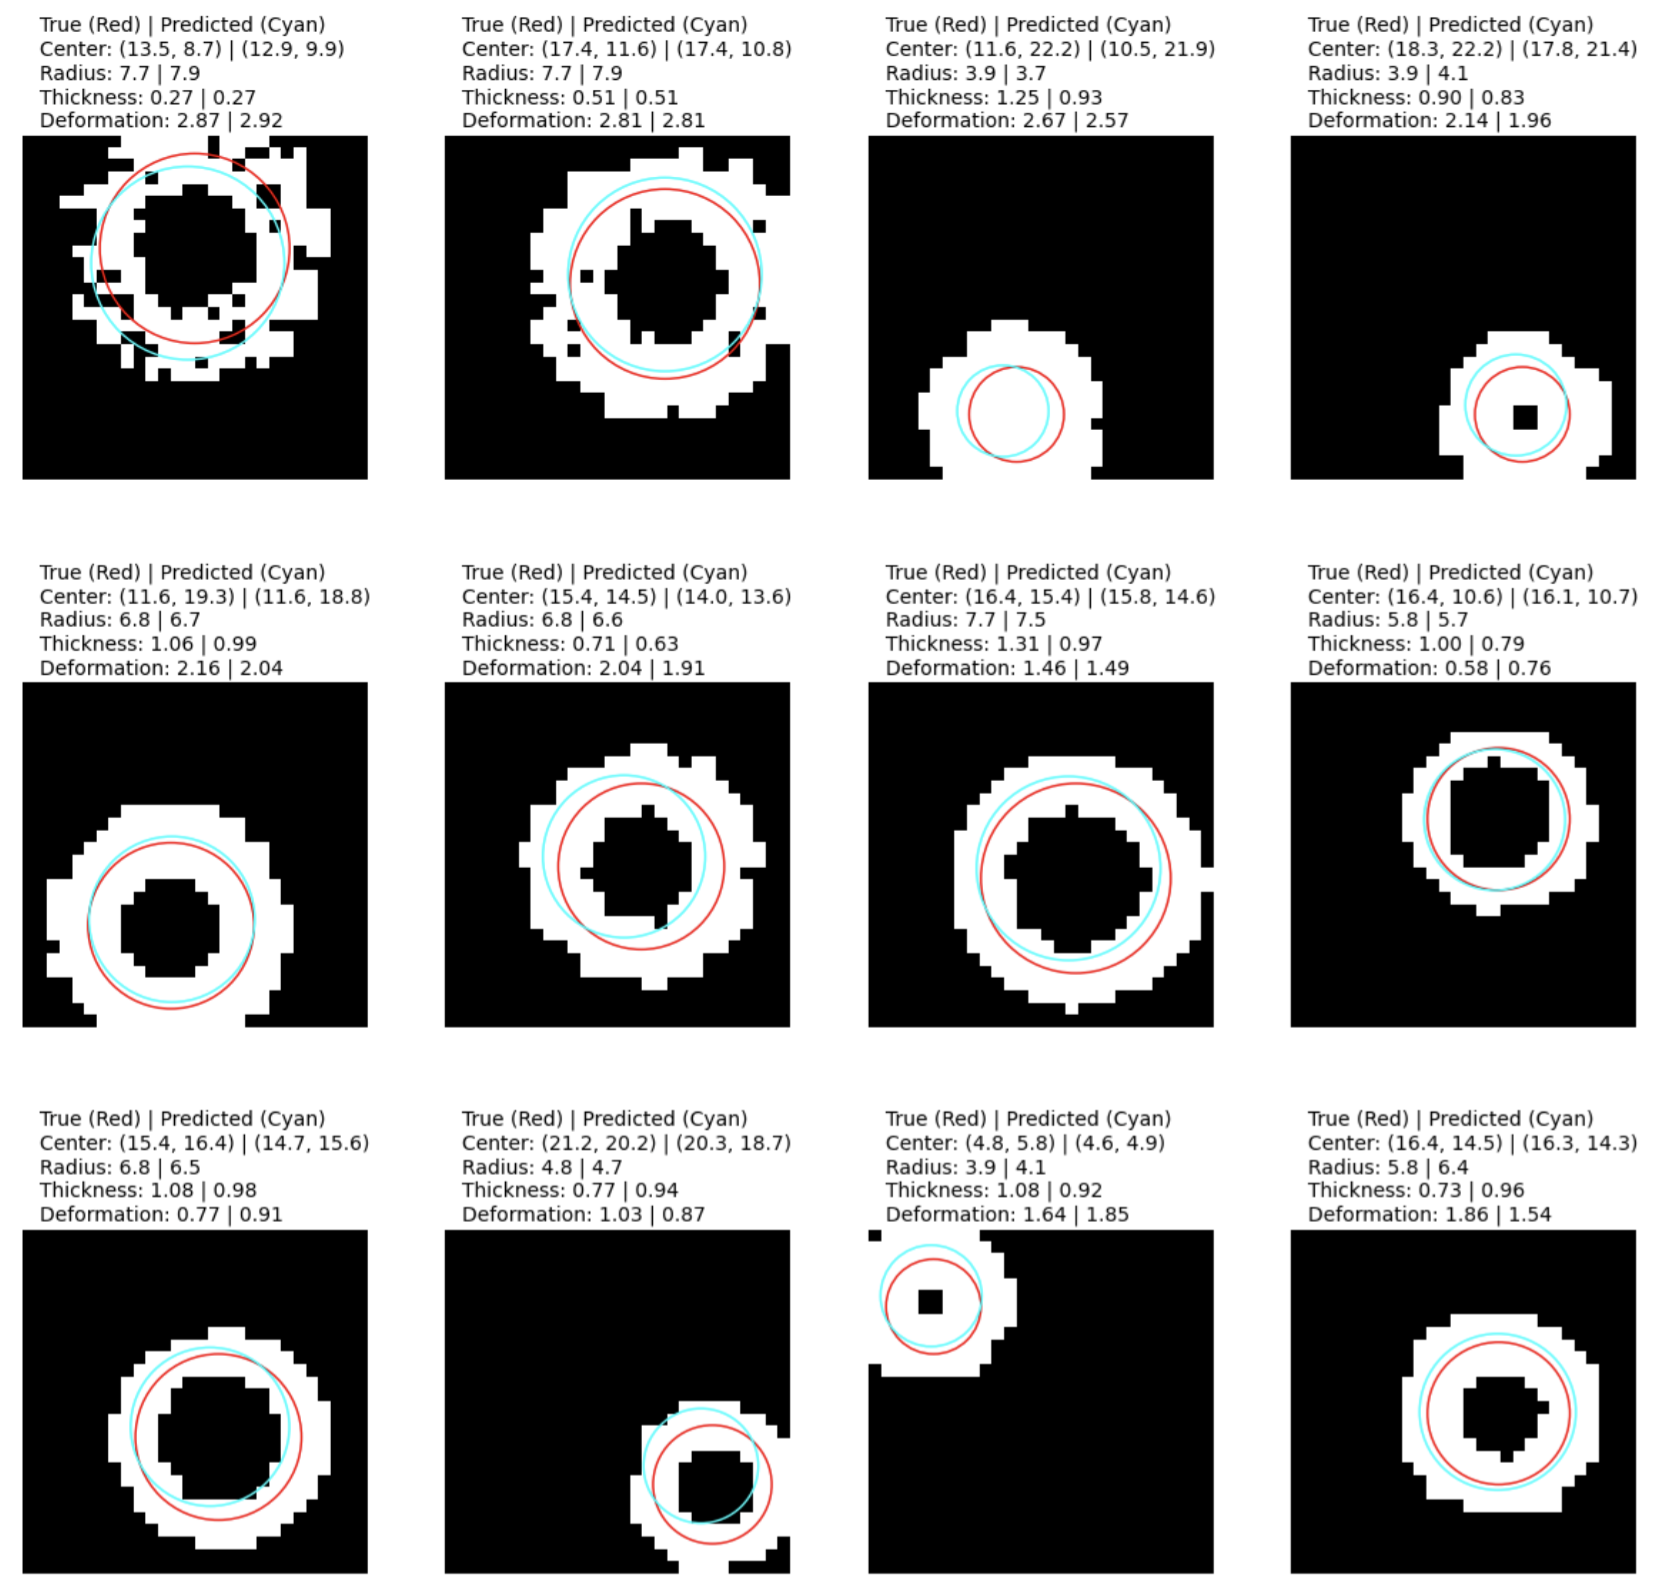 True (Red) | Predicted (Cyan)
Center: (13.5, 8.7) | (12.9, 9.9)
Radius: 7.7 | 7.9
Thickness: 0.27 | 0.27
Deformation: 2.87 | 2.92
True (Red) | Predicted (Cyan)
Center: (17.4, 11.6) | (17.4, 10.8)
Radius: 7.7 | 7.9
Thickness: 0.51 | 0.51
Deformation: 2.81 | 2.81
True (Red) | Predicted (Cyan)
Center: (11.6, 22.2) | (10.5, 21.9)
Radius: 3.9 | 3.7
Thickness: 1.25 | 0.93
Deformation: 2.67 | 2.57
True (Red) | Predicted (Cyan)
Center: (18.3, 22.2) | (17.8, 21.4)
Radius: 3.9 | 4.1
Thickness: 0.90 | 0.83
Deformation: 2.14 | 1.96
True (Red) | Predicted (Cyan)
Center: (11.6, 19.3) | (11.6, 18.8)
Radius: 6.8 | 6.7
Thickness: 1.06 | 0.99
Deformation: 2.16 | 2.04
True (Red) | Predicted (Cyan)
Center: (15.4, 14.5) | (14.0, 13.6)
Radius: 6.8 | 6.6
Thickness: 0.71 | 0.63
Deformation: 2.04 | 1.91
True (Red) | Predicted (Cyan)
Center: (16.4, 15.4) | (15.8, 14.6)
Radius: 7.7 | 7.5
Thickness: 1.31 | 0.97
Deformation: 1.46 | 1.49
True (Red) | Predicted (Cyan)
Center: (16.4, 10.6) | (16.1, 10.7)
Radius: 5.8 | 5.7
Thickness: 1.00 | 0.79
Deformation: 0.58 | 0.76
True (Red) | Predicted (Cyan)
Center: (15.4, 16.4) | (14.7, 15.6)
Radius: 6.8 | 6.5
Thickness: 1.08 | 0.98
Deformation: 0.77 | 0.91
True (Red) | Predicted (Cyan)
Center: (21.2, 20.2) | (20.3, 18.7)
Radius: 4.8 | 4.7
Thickness: 0.77 | 0.94
Deformation: 1.03 | 0.87
True (Red) | Predicted (Cyan)
Center: (4.8, 5.8) | (4.6, 4.9)
Radius: 3.9 | 4.1
Thickness: 1.08 | 0.92
Deformation: 1.64 | 1.85
True (Red) | Predicted (Cyan)
Center: (16.4, 14.5) | (16.3, 14.3)
Radius: 5.8 | 6.4
Thickness: 0.73 | 0.96
Deformation: 1.86 | 1.54